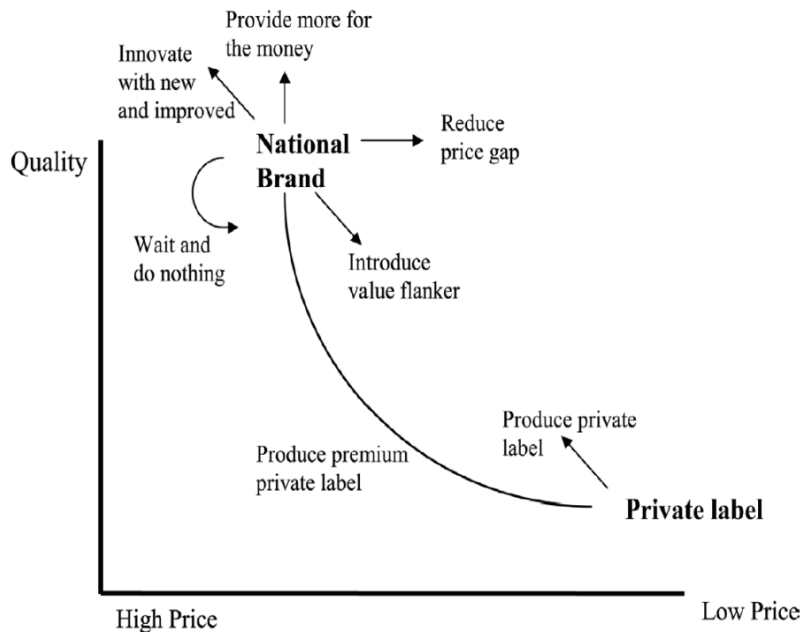 Provide more for
the money
Innovate
with new
and improved
National
Brand
Reduce
price gap
Quality
Wait and
do nothing
Introduce
value flanker
Produce private
label
Produce premium
private label
Private label
High Price
Low Price